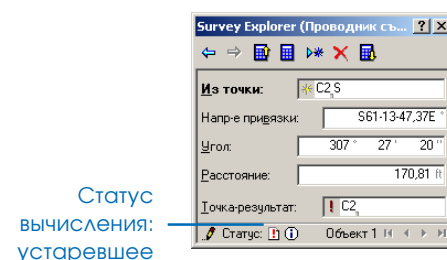 Survey Explorer (Проводник съ...
Из точки: C2,S
Напр-е привязки: S61-13-47,37E °
Угол: 307 ° 27 ' 20 "
Расстояние: 170,81 ft
Точка-результат: C2,
Статус: Объект 1
Статус
вычисления:
устаревшее